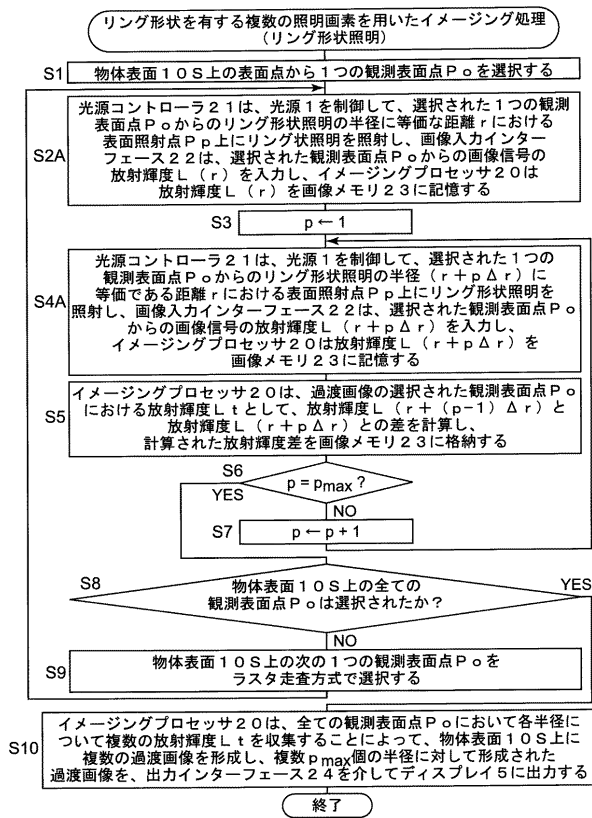 リング形状を有する複数の照明画素を用いたイメージング処理
(リング形状照明)
S1
物体表面10S上の表面点から1つの観測表面点Poを選択する
S2A
光源コントローラ21は、光源1を制御して、選択された1つの観測
表面点Poからのリング形状照明の半径に等価な距離rにおける
表面照射点Pp上にリング状照明を照射し、画像入力インター
フェース22は、選択された観測表面点Poからの画像信号の
放射輝度L(r)を入力し、イメージプロセッサ20は
放射輝度L(r)を画像メモリ23に記憶する
S3
p ← 1
S4A
光源コントローラ21は、光源1を制御して、選択された1つの
観測表面点Poからのリング形状照明の半径(r+pΔr)に
等価である距離rにおける表面照射点Pp上にリング形状照明を
照射し、画像入力インターフェース22は、選択された観測表面点Po
からの画像信号の放射輝度L(r+pΔr)を入力し、
イメージングプロセッサ20は放射輝度L(r+pΔr)を
画像メモリ23に記憶する
S5
イメージングプロセッサ20は、過渡画像の選択された観測表面点Po
における放射輝度Ltとして、放射輝度L(r+(p-1)Δr)と
放射輝度L(r+pΔr)との差を計算し、
計算された放射輝度差を画像メモリ23に格納する
S6
p = pmax ?
YES
NO
S7
p ← p + 1
S8
物体表面10S上の全ての
観測表面点Poは選択されたか?
YES
NO
S9
物体表面10S上の次の1つの観測表面点Poを
ラスタ走査方式で選択する
S10
イメージングプロセッサ20は、全ての観測表面点Poにおいて各半径に
ついて複数の放射輝度Ltを収集することによって、物体表面10S上に
複数の過渡画像を形成し、複数pmax個の半径に対して形成された
過渡画像を、出力インターフェース24を介してディスプレイ5に出力する
終了